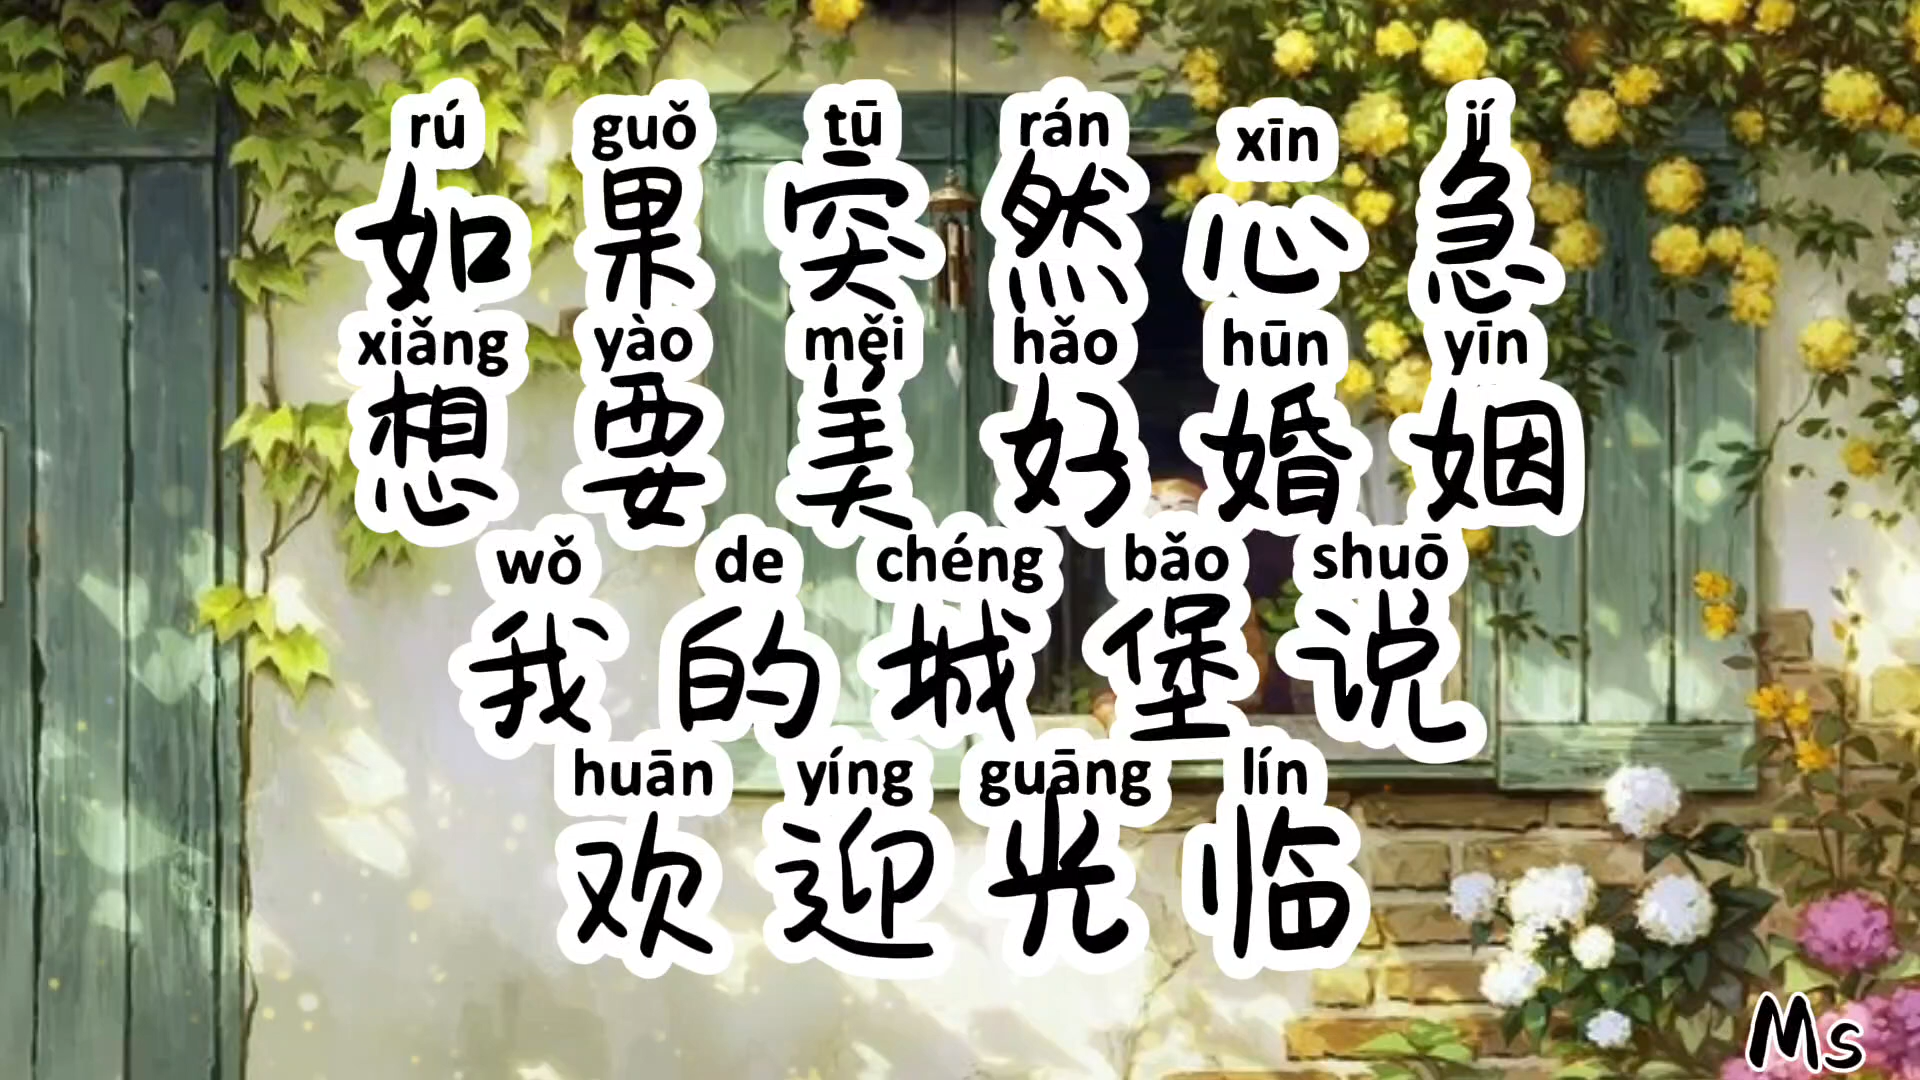 rú guǒ tū rán xīn jí
如果突然心急
xiǎng yào měi hǎo hūn yīn
想要美好婚姻
wǒ de chéng bǎo shuō
我的城堡说
huān yíng guāng lín
欢迎光临
Ms